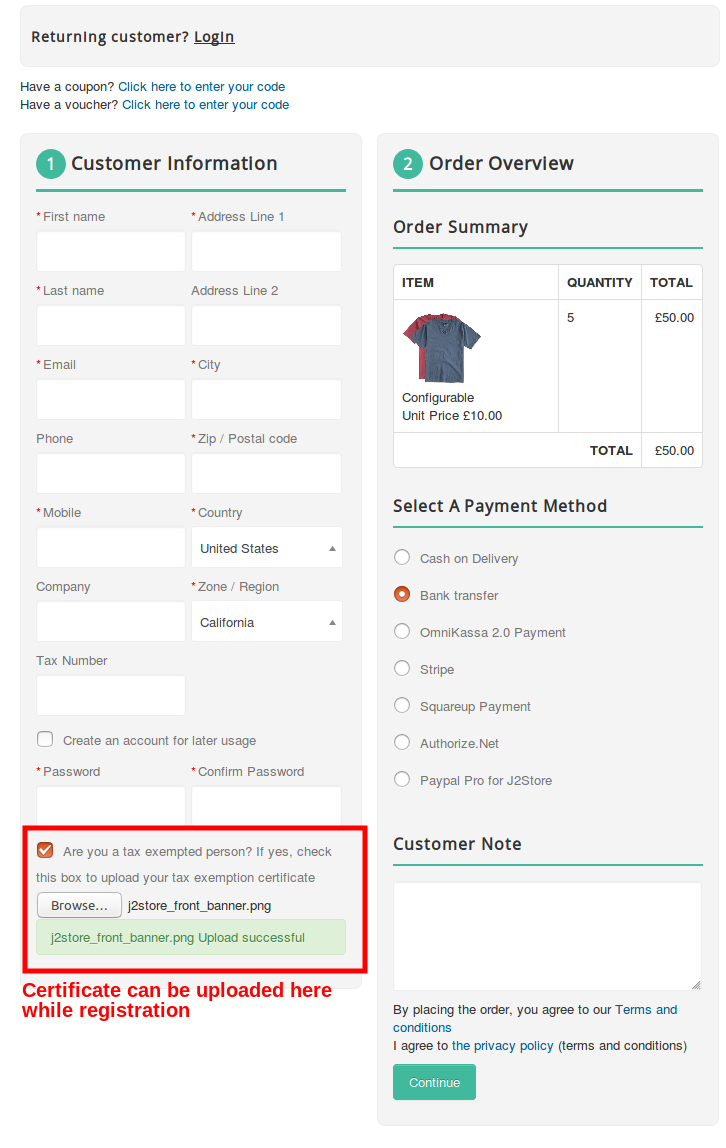 Returning customer? Login
Have a coupon? Click here to enter your code
Have a voucher? Click here to enter your code
1 Customer Information
* First name
* Address Line 1
* Last name
Address Line 2
* Email
* City
Phone
* Zip / Postal code
* Mobile
* Country
United States
Company
* Zone / Region
California
Tax Number
Create an account for later usage
* Password
* Confirm Password
Are you a tax exempted person? If yes, check
this box to upload your tax exemption certificate
Browse... j2store_front_banner.png
j2store_front_banner.png Upload successful
Certificate can be uploaded here
while registration
2 Order Overview
Order Summary
ITEM QUANTITY TOTAL
5 £50.00
Configurable
Unit Price £10.00
TOTAL £50.00
Select A Payment Method
Cash on Delivery
Bank transfer
OmniKassa 2.0 Payment
Stripe
Squareup Payment
Authorize.Net
Paypal Pro for J2Store
Customer Note
By placing the order, you agree to our Terms and
conditions
I agree to the privacy policy (terms and conditions)
Continue